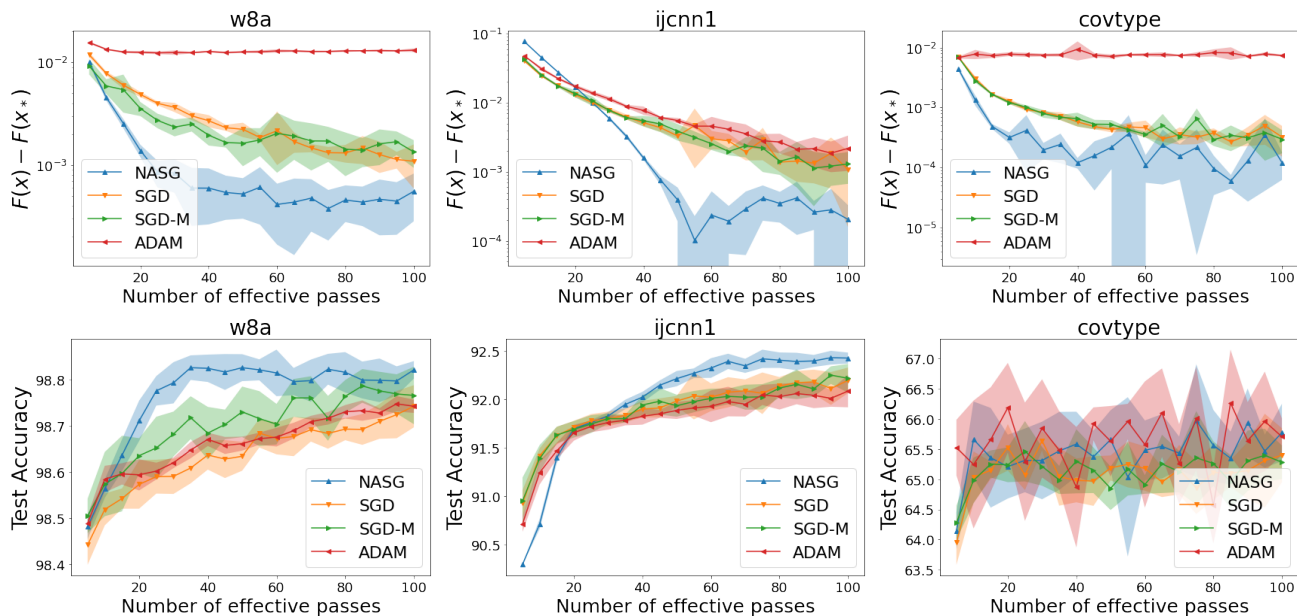 w8a
F(x) − F(x*)
10⁻²
10⁻³
NASG
SGD
SGD-M
ADAM
20 40 60 80 100
Number of effective passes
ijcnn1
F(x) − F(x*)
10⁻¹
10⁻²
10⁻³
10⁻⁴
NASG
SGD
SGD-M
ADAM
20 40 60 80 100
Number of effective passes
covtype
F(x) − F(x*)
10⁻²
10⁻³
10⁻⁴
10⁻⁵
NASG
SGD
SGD-M
ADAM
20 40 60 80 100
Number of effective passes
w8a
Test Accuracy
98.8
98.7
98.6
98.5
98.4
NASG
SGD
SGD-M
ADAM
20 40 60 80 100
Number of effective passes
ijcnn1
Test Accuracy
92.5
92.0
91.5
91.0
90.5
NASG
SGD
SGD-M
ADAM
20 40 60 80 100
Number of effective passes
covtype
Test Accuracy
67.0
66.5
66.0
65.5
65.0
64.5
64.0
63.5
NASG
SGD
SGD-M
ADAM
20 40 60 80 100
Number of effective passes